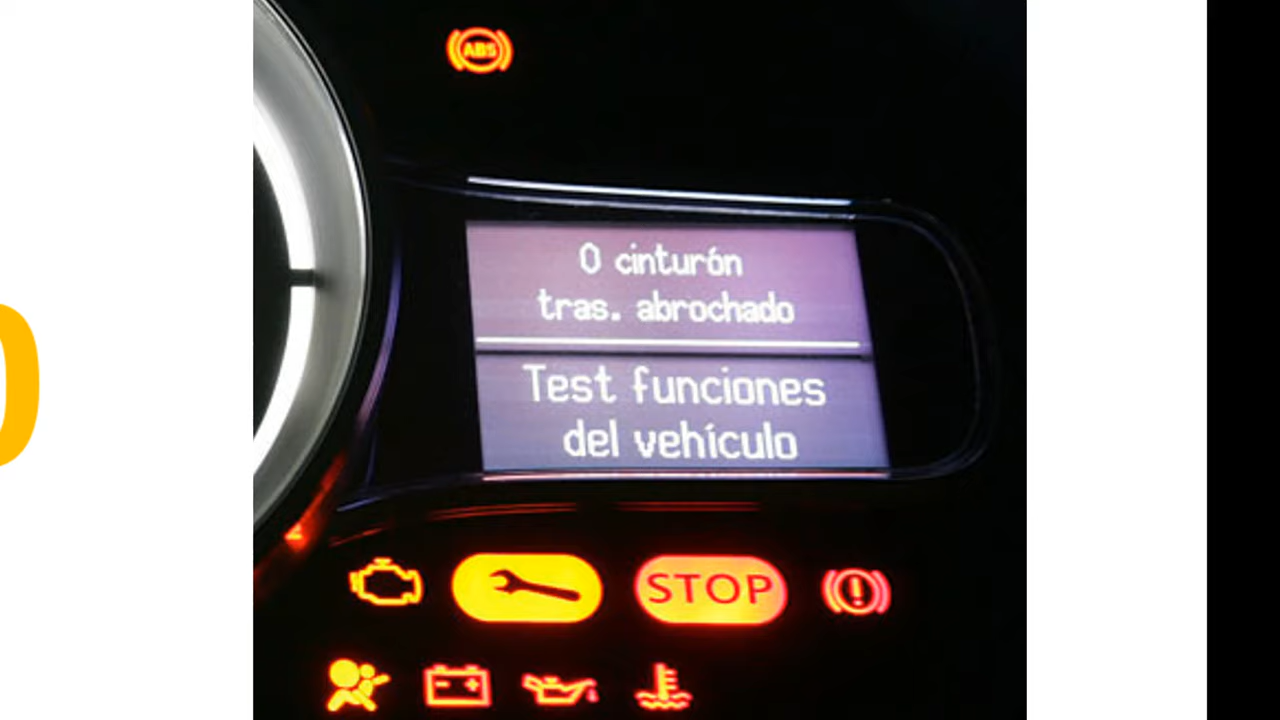 ABS
0 cinturón
tras. abrochado
Test funciones
del vehículo
STOP